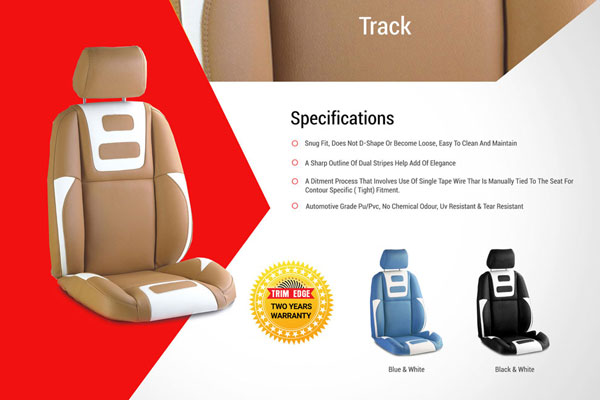 Track
Specifications
Snug Fit, Does Not D-Shape Or Become Loose, Easy To Clean And Maintain
A Sharp Outline Of Dual Stripes Help Add Of Elegance
A Ditment Process That Involves Use Of Single Tape Wire Thar Is Manually Tied To The Seat For
Contour Specific ( Tight) Fitment.
Automotive Grade Pu/Pvc, No Chemical Odour, Uv Resistant & Tear Resistant
TRIM EDGE
TWO YEARS
WARRANTY
Blue & White
Black & White